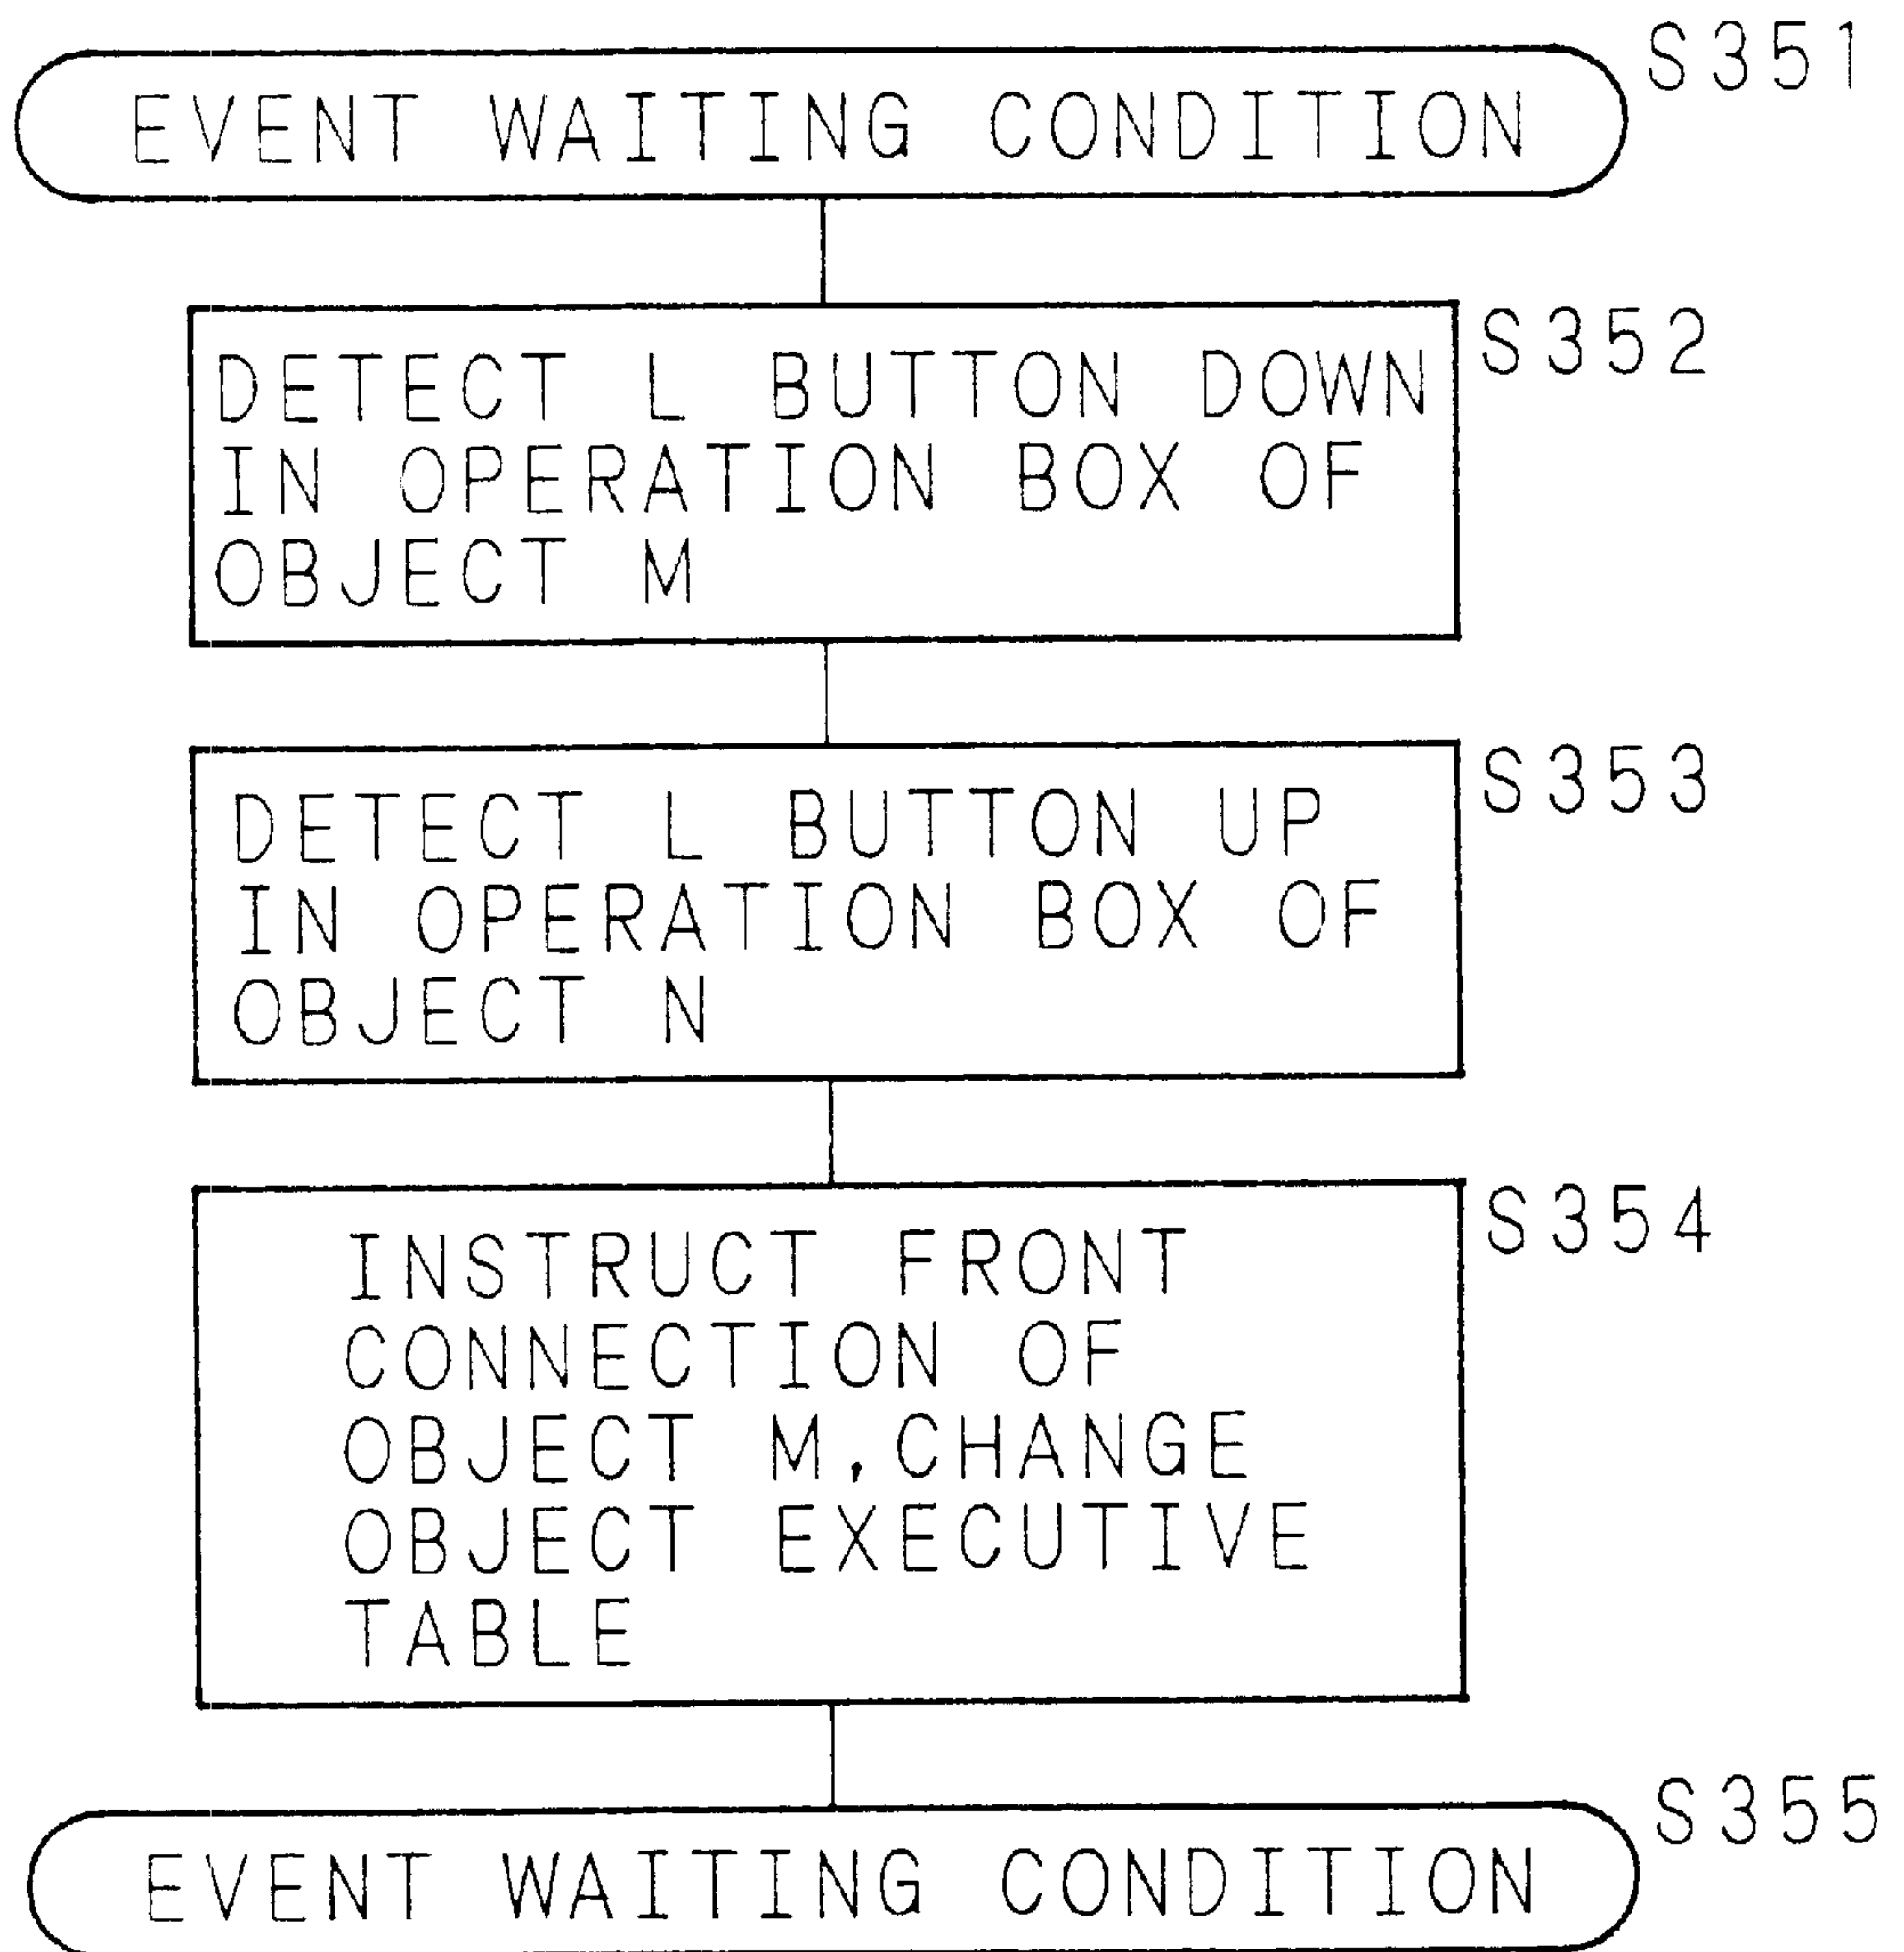 S351
EVENT WAITING CONDITION
S352
DETECT L BUTTON DOWN
IN OPERATION BOX OF
OBJECT M
S353
DETECT L BUTTON UP
IN OPERATION BOX OF
OBJECT N
S354
INSTRUCT FRONT
CONNECTION OF
OBJECT M,CHANGE
OBJECT EXECUTIVE
TABLE
S355
EVENT WAITING CONDITION